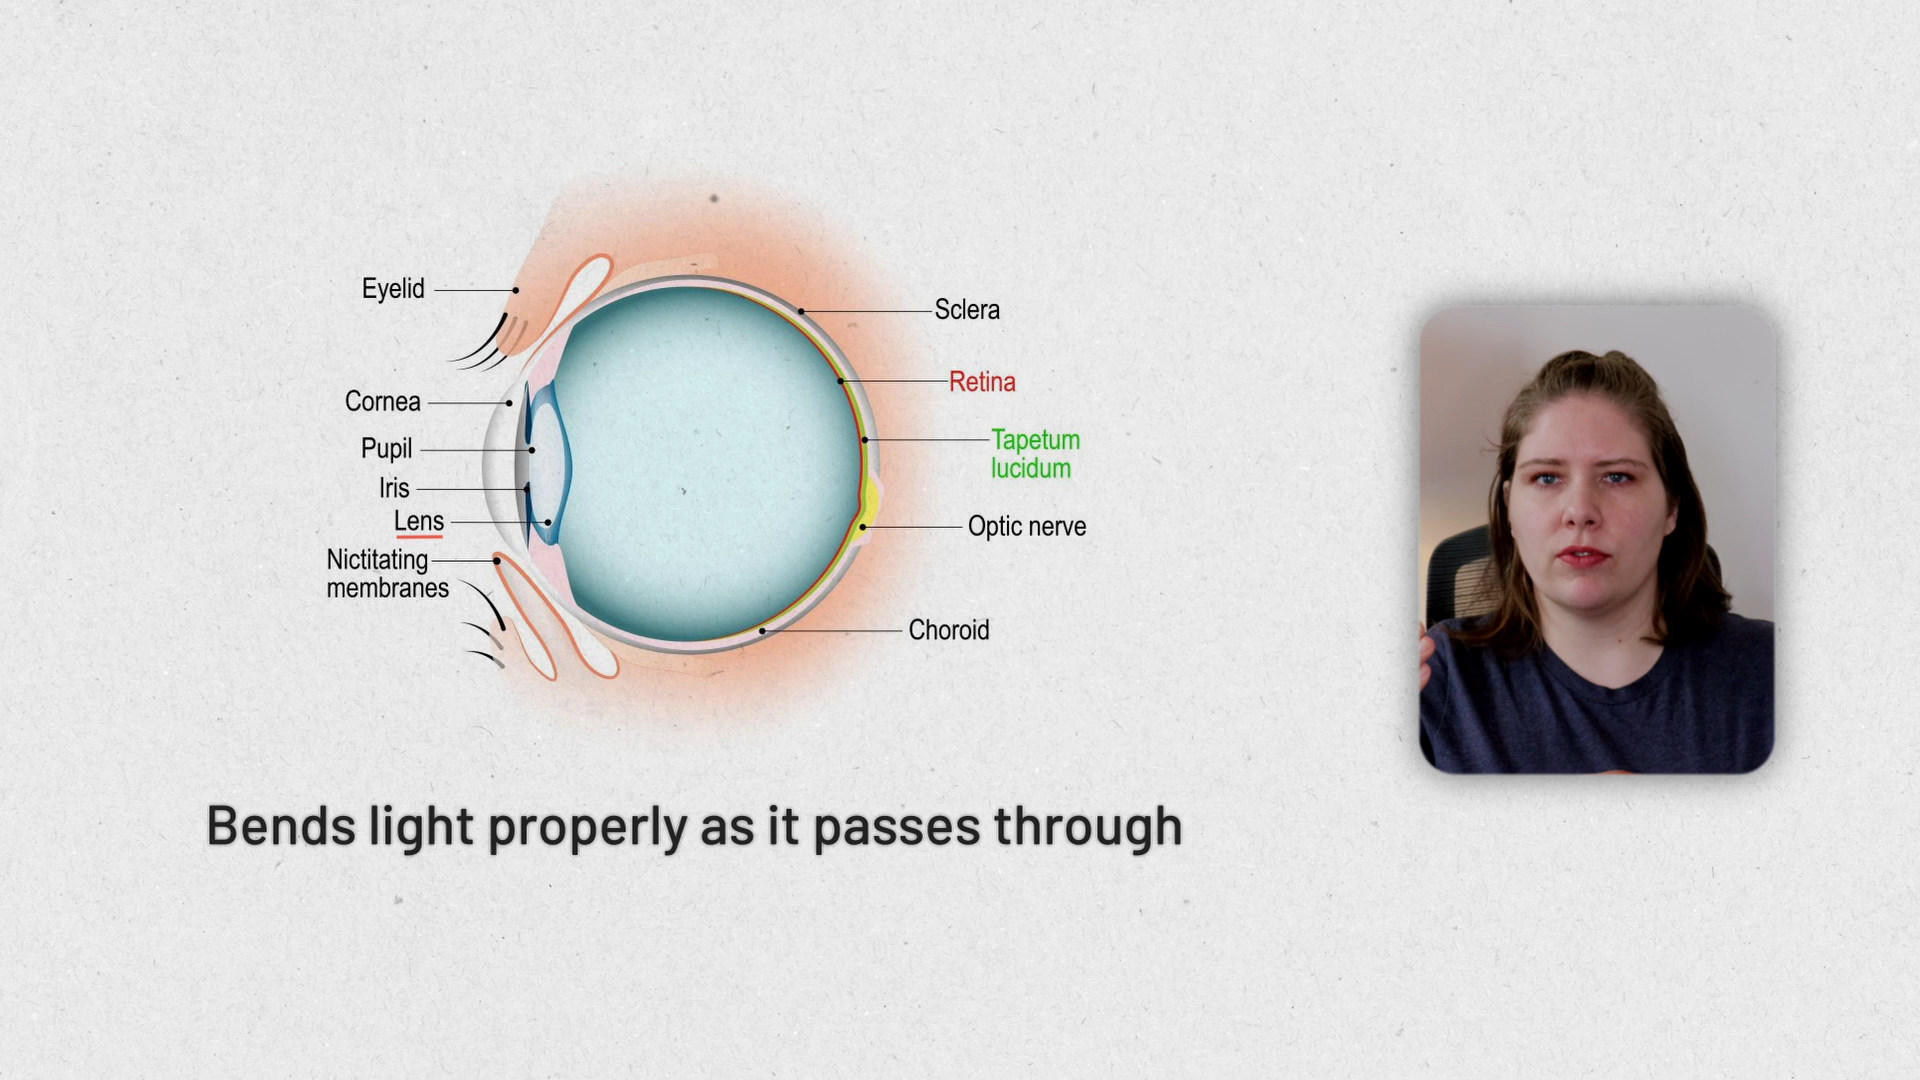 Eyelid
Cornea
Pupil
Iris
Lens
Nictitating
membranes
Sclera
Retina
Tapetum
lucidum
Optic nerve
Choroid
Bends light properly as it passes through